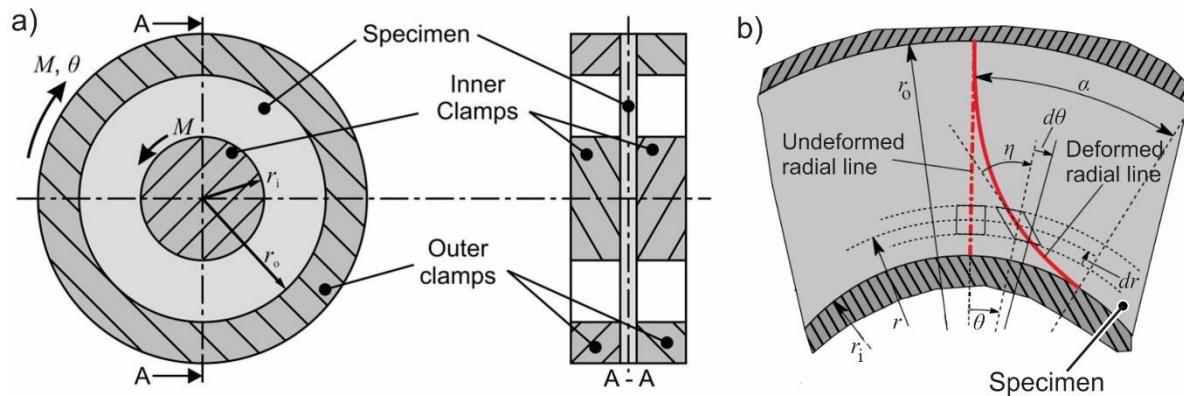 a)
A
Specimen
M, θ
Inner
Clamps
M
r_i
r_o
Outer
clamps
A
A - A
b)
r_o
α
dθ
Undeformed
radial line
η
Deformed
radial line
dr
r
θ
r_i
Specimen